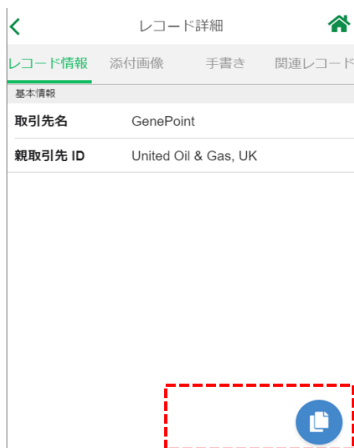 レコード詳細
レコード情報 添付画像 手書き 関連レコード
基本情報
取引先名 GenePoint
親取引先 ID United Oil & Gas, UK